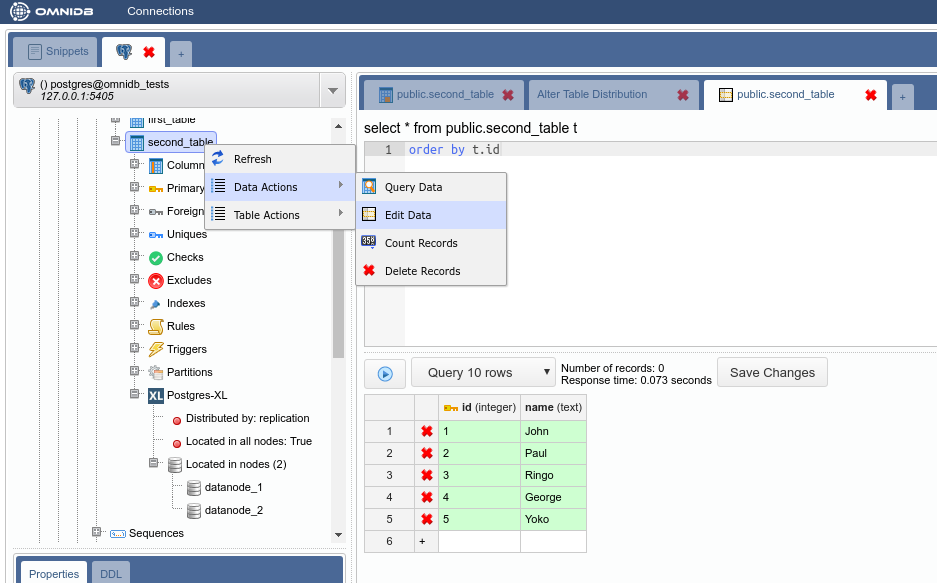 OMNIDB Connections
Snippets +
() postgres@omnidb_tests
127.0.0.1:5405
first_table
second_table
Column
Primary
Foreign
Uniques
Checks
Excludes
Indexes
Rules
Triggers
Partitions
XL Postgres-XL
Distributed by: replication
Located in all nodes: True
Located in nodes (2)
datanode_1
datanode_2
Sequences
Properties DDL
Refresh
Data Actions
Table Actions
Query Data
Edit Data
358 Count Records
Delete Records
public.second_table Alter Table Distribution public.second_table +
select * from public.second_table t
1 order by t.id
Query 10 rows
Number of records: 0
Response time: 0.073 seconds
Save Changes
id (integer) name (text)
1 1 John
2 2 Paul
3 3 Ringo
4 4 George
5 5 Yoko
6 +